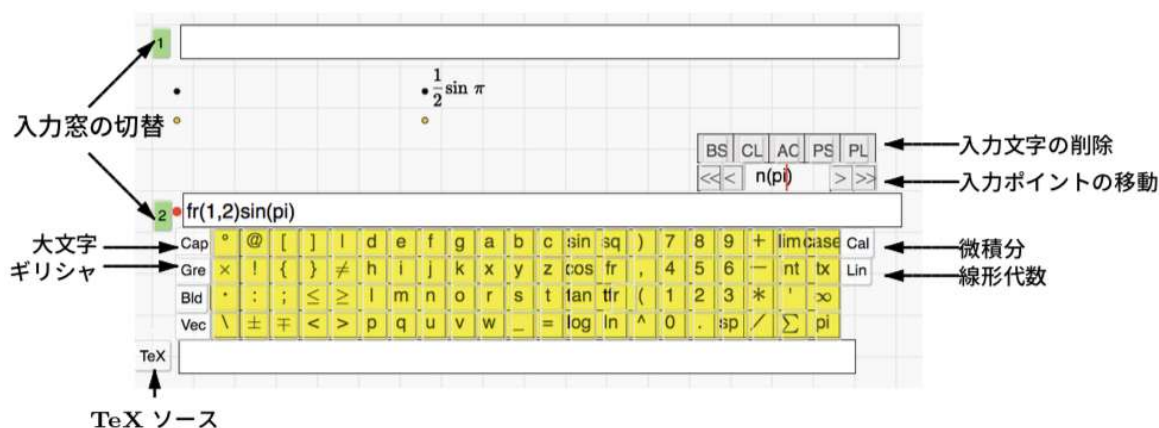 1
1/2 sin π
入力窓の切替
BS CL AC PS PL
入力文字の削除
<< < n(pi) > >>
入力ポイントの移動
2 fr(1,2)sin(pi)
大文字 Cap ° @ [ ] | d e f g a b c sin sq ) 7 8 9 + lim case Cal 微積分
ギリシャ Gre × ! { } ≠ h i j k x y z cos fr , 4 5 6 − int tx Lin 線形代数
Bld · : ; ≤ ≥ l m n o r s t tan tfr ( 1 2 3 * ' ∞
Vec \ ± ∓ < > p q u v w _ = log ln ^ 0 . sp / ∑ pi
TeX
TeX ソース